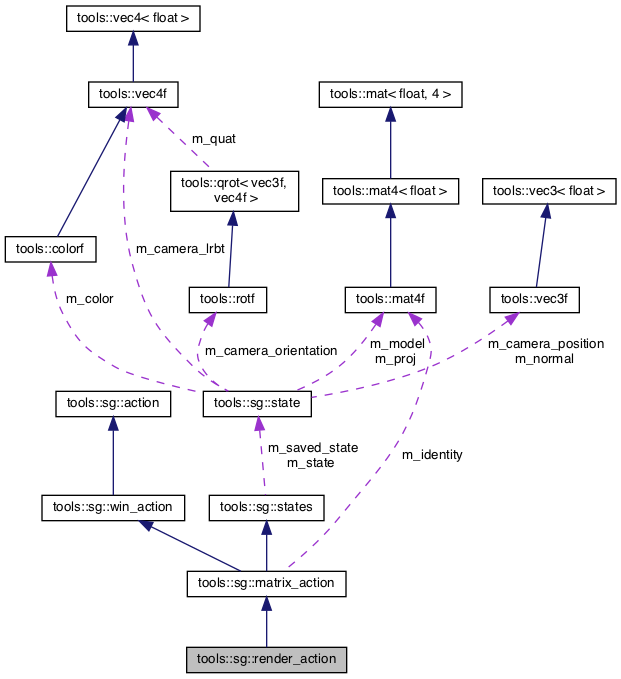 tools::vec4< float >
tools::vec4f
tools::mat< float, 4 >
m_quat
tools::qrot< vec3f,
vec4f >
tools::mat4< float >
tools::vec3< float >
tools::colorf
m_camera_lrbt
m_color
tools::rotf
tools::mat4f
tools::vec3f
m_camera_orientation
m_model
m_proj
m_camera_position
m_normal
tools::sg::action
tools::sg::state
m_saved_state
m_state
m_identity
tools::sg::win_action
tools::sg::states
tools::sg::matrix_action
tools::sg::render_action